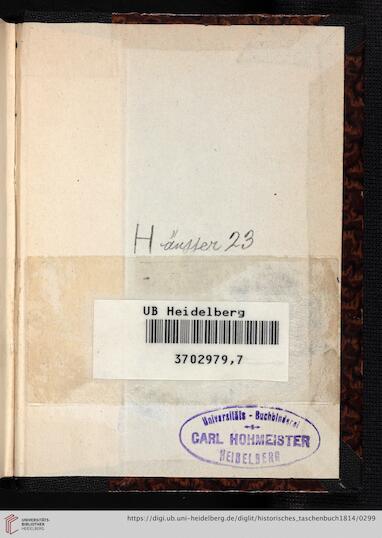 Häusser 23
UB Heidelberg
3702979,7
Universitäts - Buchbinderei
CARL HOHMEISTER
HEIDELBERG
UNIVERSITÄTS-
BIBLIOTHEK
HEIDELBERG
https://digi.ub.uni-heidelberg.de/diglit/historisches_taschenbuch1814/0299